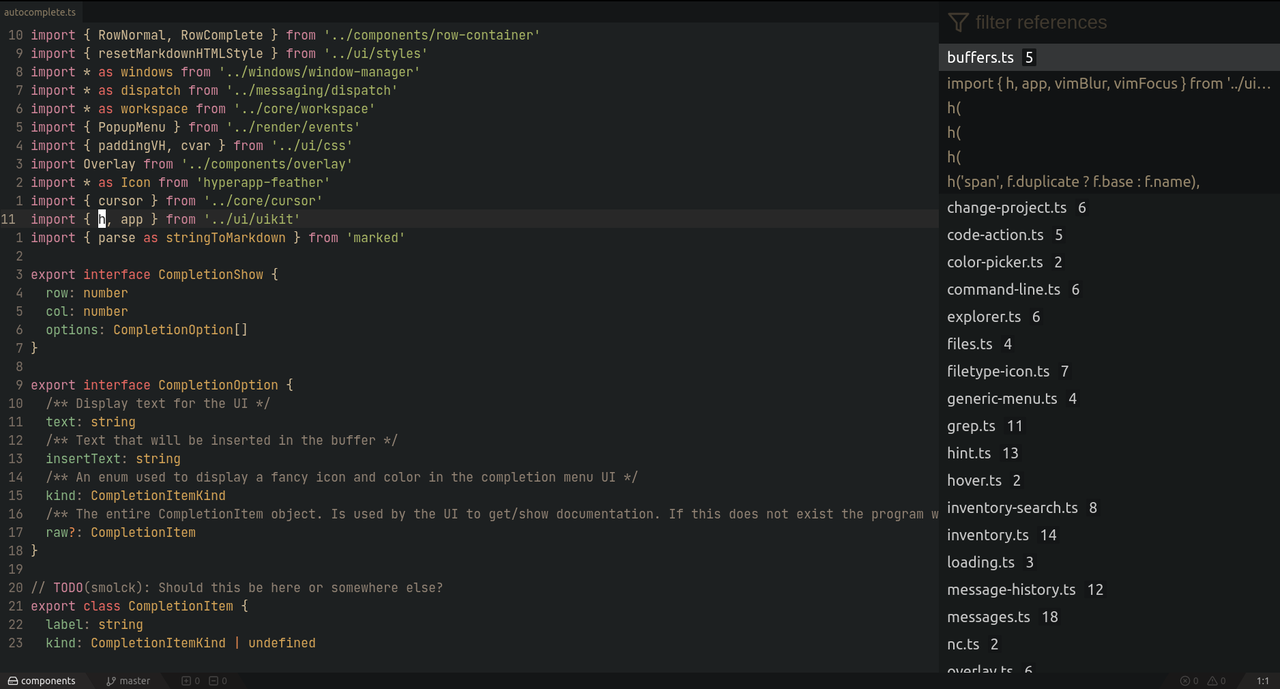 autocomplete.ts
10 import { RowNormal, RowComplete } from '../components/row-container'
9 import { resetMarkdownHTMLStyle } from '../ui/styles'
8 import * as windows from '../windows/window-manager'
7 import * as dispatch from '../messaging/dispatch'
6 import * as workspace from '../core/workspace'
5 import { PopupMenu } from '../render/events'
4 import { paddingVH, cvar } from '../ui/css'
3 import Overlay from '../components/overlay'
2 import * as Icon from 'hyperapp-feather'
1 import { cursor } from '../core/cursor'
11 import { h, app } from '../ui/uikit'
1 import { parse as stringToMarkdown } from 'marked'
2
3 export interface CompletionShow {
4 row: number
5 col: number
6 options: CompletionOption[]
7 }
8
9 export interface CompletionOption {
10 /** Display text for the UI */
11 text: string
12 /** Text that will be inserted in the buffer */
13 insertText: string
14 /** An enum used to display a fancy icon and color in the completion menu UI */
15 kind: CompletionItemKind
16 /** The entire CompletionItem object. Is used by the UI to get/show documentation. If this does not exist the program w
17 raw?: CompletionItem
18 }
19
20 // TODO(smolck): Should this be here or somewhere else?
21 export class CompletionItem {
22 label: string
23 kind: CompletionItemKind | undefined
filter references
buffers.ts 5
import { h, app, vimBlur, vimFocus } from '../ui…
h(
h(
h(
h('span', f.duplicate ? f.base : f.name),
change-project.ts 6
code-action.ts 5
color-picker.ts 2
command-line.ts 6
explorer.ts 6
files.ts 4
filetype-icon.ts 7
generic-menu.ts 4
grep.ts 11
hint.ts 13
hover.ts 2
inventory-search.ts 8
inventory.ts 14
loading.ts 3
message-history.ts 12
messages.ts 18
nc.ts 2
overlay.ts 6
components master 0 0 0 0 1:1